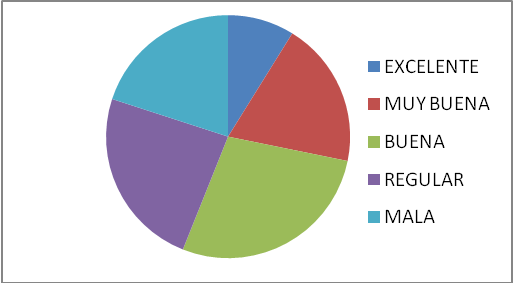 EXCELENTE
MUY BUENA
BUENA
REGULAR
MALA